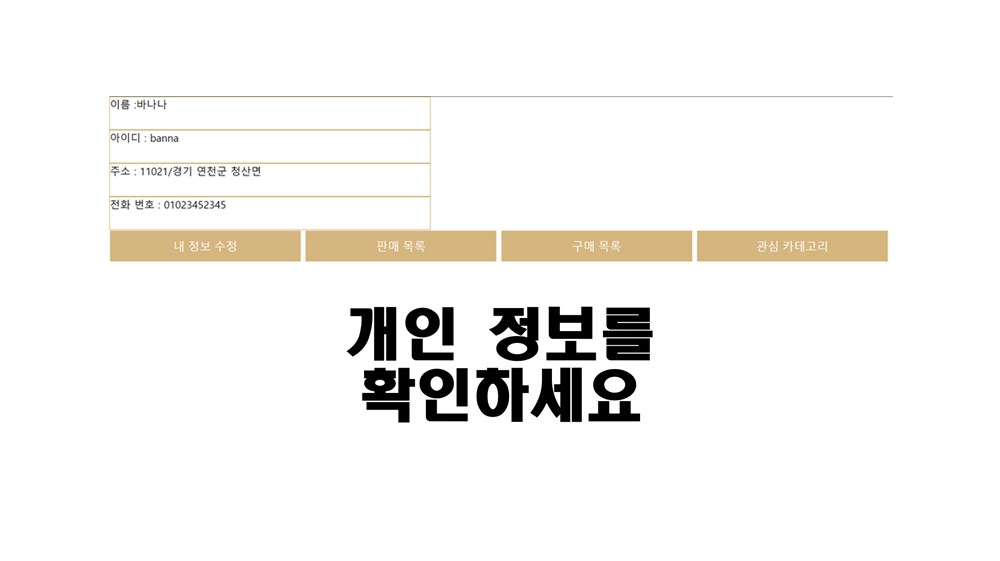 이름 :바나나
아이디 : banna
주소 : 11021/경기 연천군 청산면
전화 번호 : 01023452345
내 정보 수정 판매 목록 구매 목록 관심 카테고리
개인 정보를
확인하세요